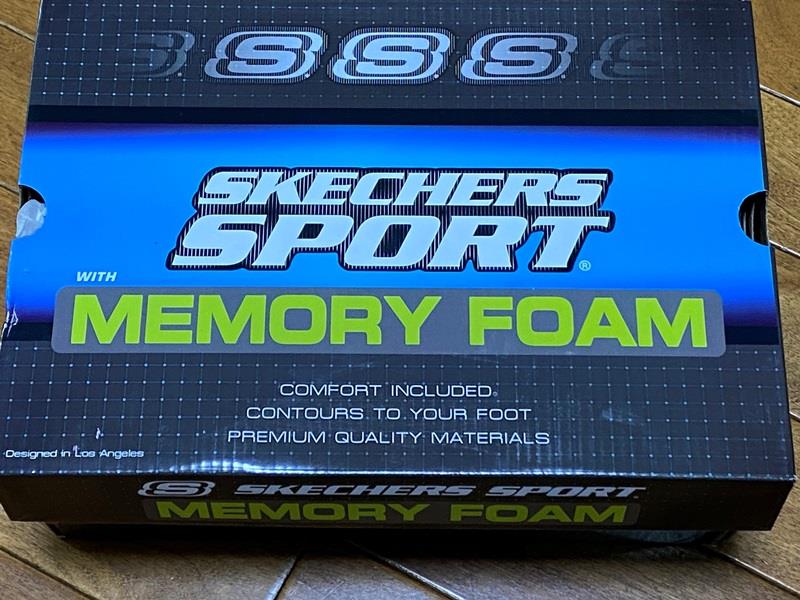 S S S S S
SKECHERS
SPORT®
WITH
MEMORY FOAM
COMFORT INCLUDED®
CONTOURS TO YOUR FOOT
PREMIUM QUALITY MATERIALS
Designed in Los Angeles
S SKECHERS SPORT
MEMORY FOAM